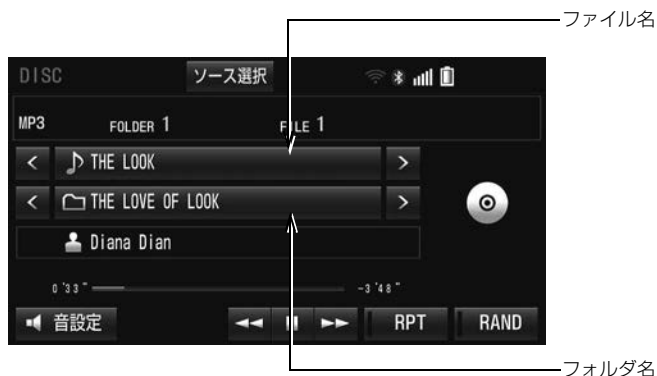 ファイル名
DISC
ソース選択
MP3 FOLDER 1 FILE 1
< THE LOOK >
< THE LOVE OF LOOK >
Diana Dian
0'33" -3'48"
音設定 RPT RAND
フォルダ名